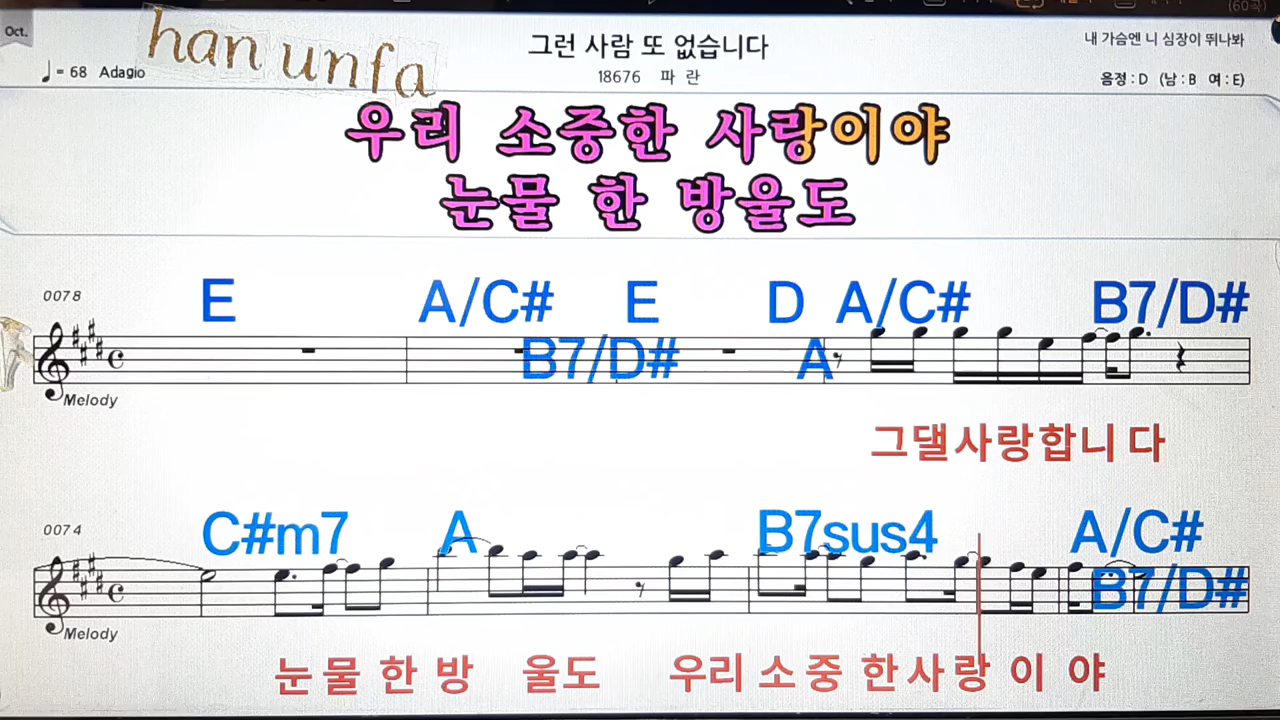 (60곡)
Oct.
han unfa
♩= 68 Adagio
그런 사람 또 없습니다
18676 파 란
내 가슴엔 니 심장이 뛰나봐
음정 : D (남 : B 여 : E)
우리 소중한 사랑이야
눈물 한 방울도
0078
E A/C# E D A/C# B7/D#
B7/D# A
Melody
그댈사랑합니 다
0074
C#m7 A B7sus4 A/C#
B7/D#
Melody
눈물 한 방 울도 우리 소 중 한사랑 이 야